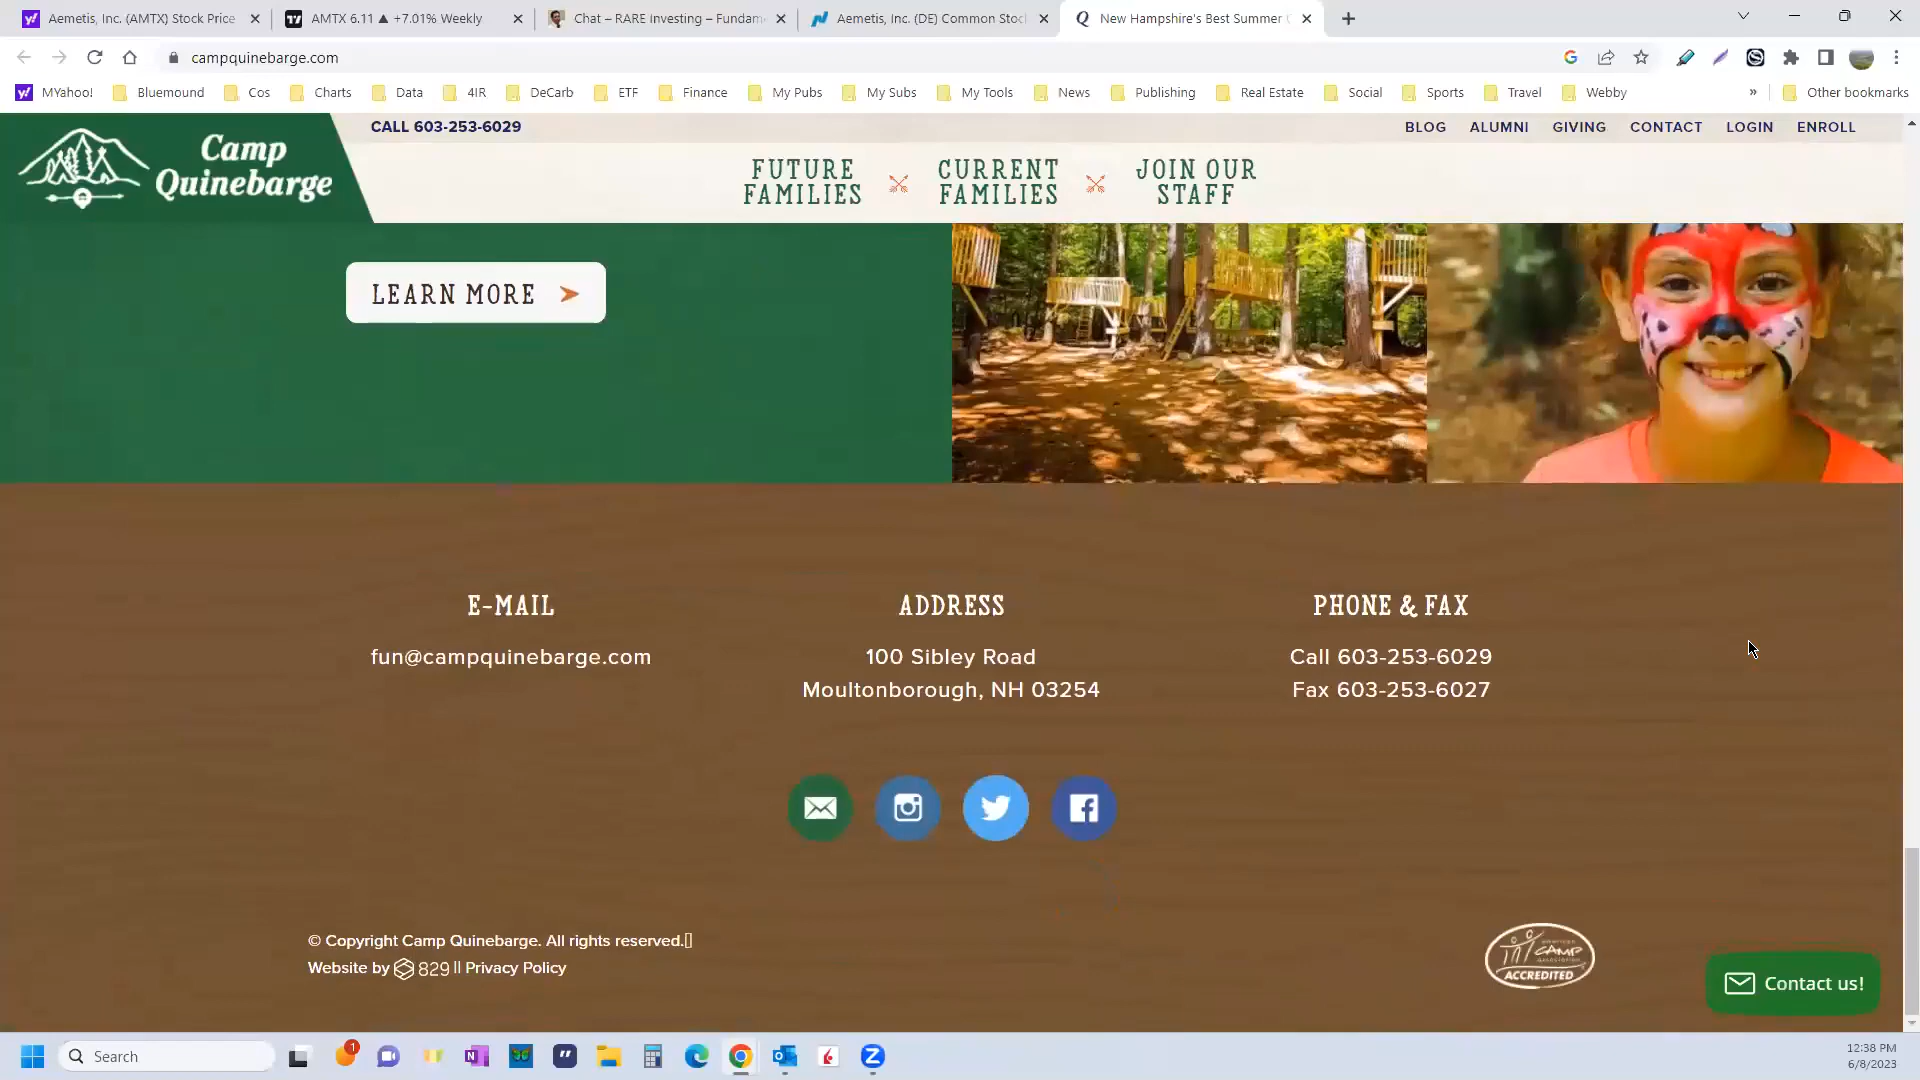 Aemetis, Inc. (AMTX) Stock Price
AMTX 6.11 ▲ +7.01% Weekly
Chat – RARE Investing – Fundam
Aemetis, Inc. (DE) Common Stoc
New Hampshire's Best Summer
campquinebarge.com
MYahoo!
Bluemound
Cos
Charts
Data
4IR
DeCarb
ETF
Finance
My Pubs
My Subs
My Tools
News
Publishing
Real Estate
Social
Sports
Travel
Webby
»
Other bookmarks
Camp
Quinebarge
CALL 603-253-6029
BLOG
ALUMNI
GIVING
CONTACT
LOGIN
ENROLL
FUTURE
FAMILIES
CURRENT
FAMILIES
JOIN OUR
STAFF
LEARN MORE
E-MAIL
fun@campquinebarge.com
ADDRESS
100 Sibley Road
Moultonborough, NH 03254
PHONE & FAX
Call 603-253-6029
Fax 603-253-6027
© Copyright Camp Quinebarge. All rights reserved.[]
Website by 829 || Privacy Policy
american
CAMP
association
ACCREDITED
Contact us!
Search
1
12:38 PM
6/8/2023